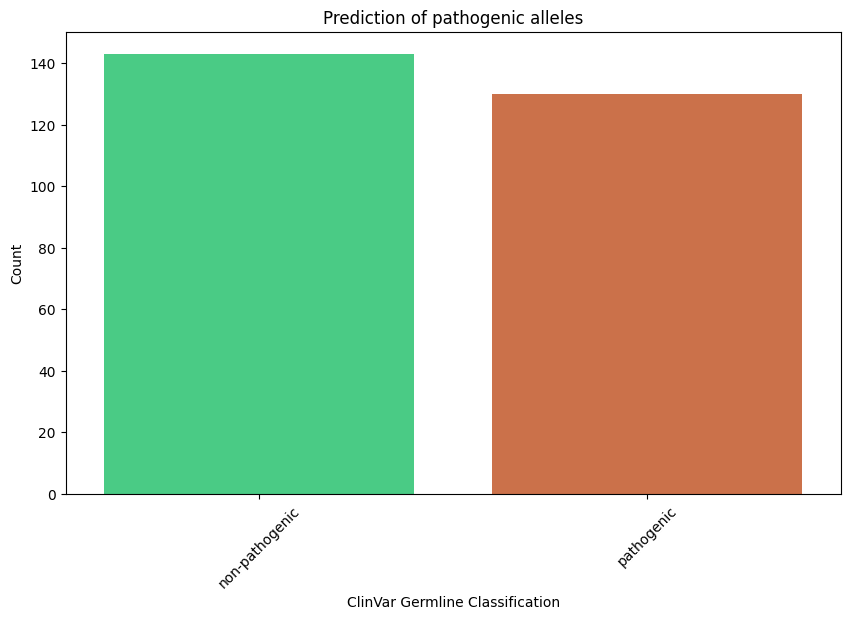 Prediction of pathogenic alleles
140
120
100
80
60
40
20
0
Count
non-pathogenic
pathogenic
ClinVar Germline Classification